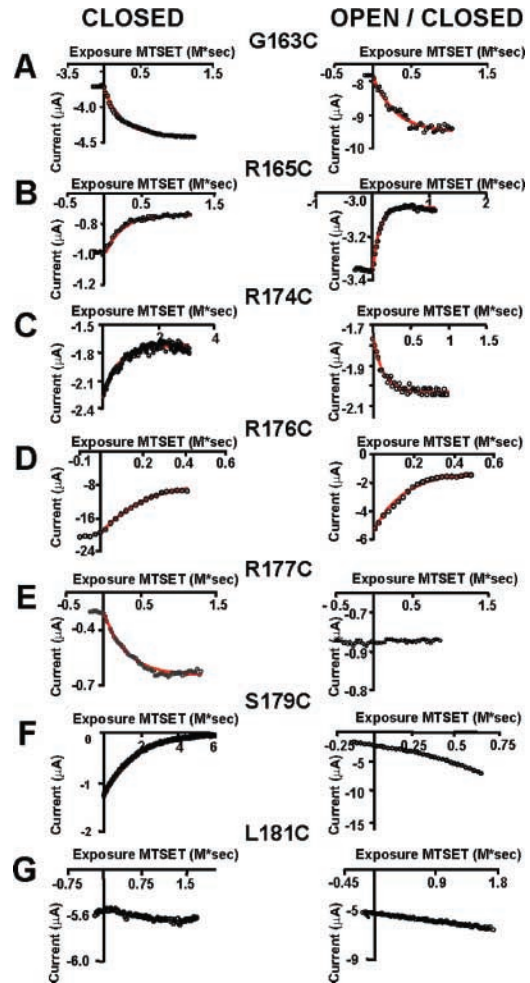 CLOSED OPEN / CLOSED
G163C
A
Exposure MTSET (M*sec) Exposure MTSET (M*sec)
-3.5 0.5 1.5 -0.5 0.5 1.5
Current (μA) -4.0 -4.5
Current (μA) -8 -9 -10
R165C
B
Exposure MTSET (M*sec) Exposure MTSET (M*sec)
-0.5 0.5 1.5 -1 1 2
Current (μA) -0.8 -1.0 -1.2
Current (μA) -3.0 -3.2 -3.4
R174C
C
Exposure MTSET (M*sec) Exposure MTSET (M*sec)
-1.5 2 4 -1.7 0.5 1.0 1.5
Current (μA) -1.8 -2.1 -2.4
Current (μA) -1.9 -2.1
R176C
D
Exposure MTSET (M*sec) Exposure MTSET (M*sec)
-0.1 0.2 0.4 0.6 0 0.2 0.4 0.6
Current (μA) -8 -16 -24
Current (μA) -2 -4 -6
R177C
E
Exposure MTSET (M*sec) Exposure MTSET (M*sec)
-0.5 0.5 1.5 -0.5 0.5 1.5
Current (μA) -0.4 -0.7
Current (μA) -0.7 -0.9 -0.8
S179C
F
Exposure MTSET (M*sec) Exposure MTSET (M*sec)
0 2 4 6 -0.25 0.25 0.5 0.75
Current (μA) -1 -2
Current (μA) -5 -10 -15
L181C
G
Exposure MTSET (M*sec) Exposure MTSET (M*sec)
-0.75 0.75 1.5 -0.45 0.9 1.8
Current (μA) -5.6 -6.0
Current (μA) -5 -9